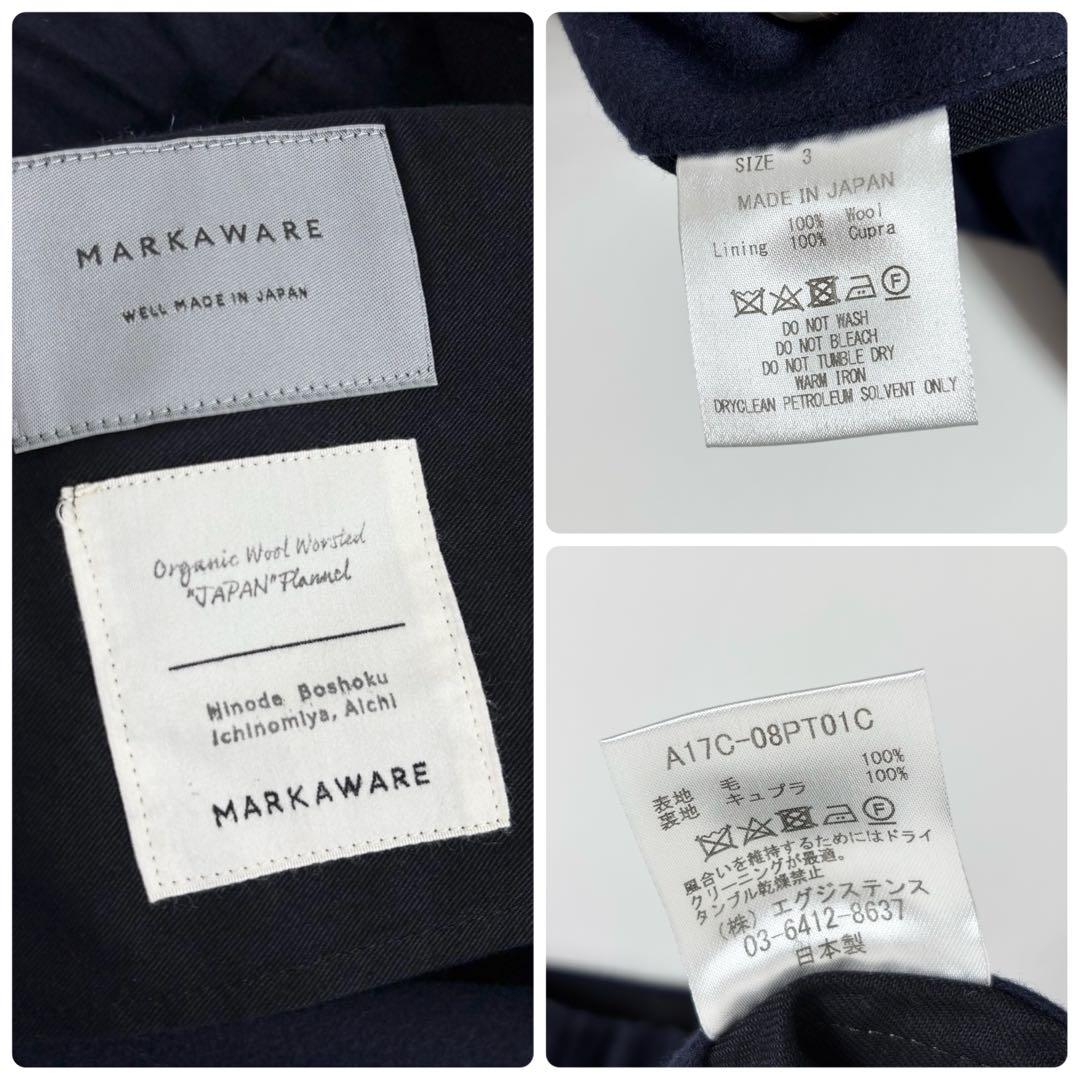 MARKAWARE
WELL MADE IN JAPAN
Organic Wool Worsted
"JAPAN" Flannel
Hinode Boshoku
Ichinomiya, Aichi
MARKAWARE
SIZE 3
MADE IN JAPAN
100% Wool
Lining 100% Cupra
F
DO NOT WASH
DO NOT BLEACH
DO NOT TUMBLE DRY
WARM IRON
DRYCLEAN PETROLEUM SOLVENT ONLY
A17C-08PT01C
表地 毛 100%
裏地 キュプラ 100%
F
風合いを維持するためにはドライ
クリーニングが最適。
タンブル乾燥禁止
(株) エグジステンス
03-6412-8637
日本製